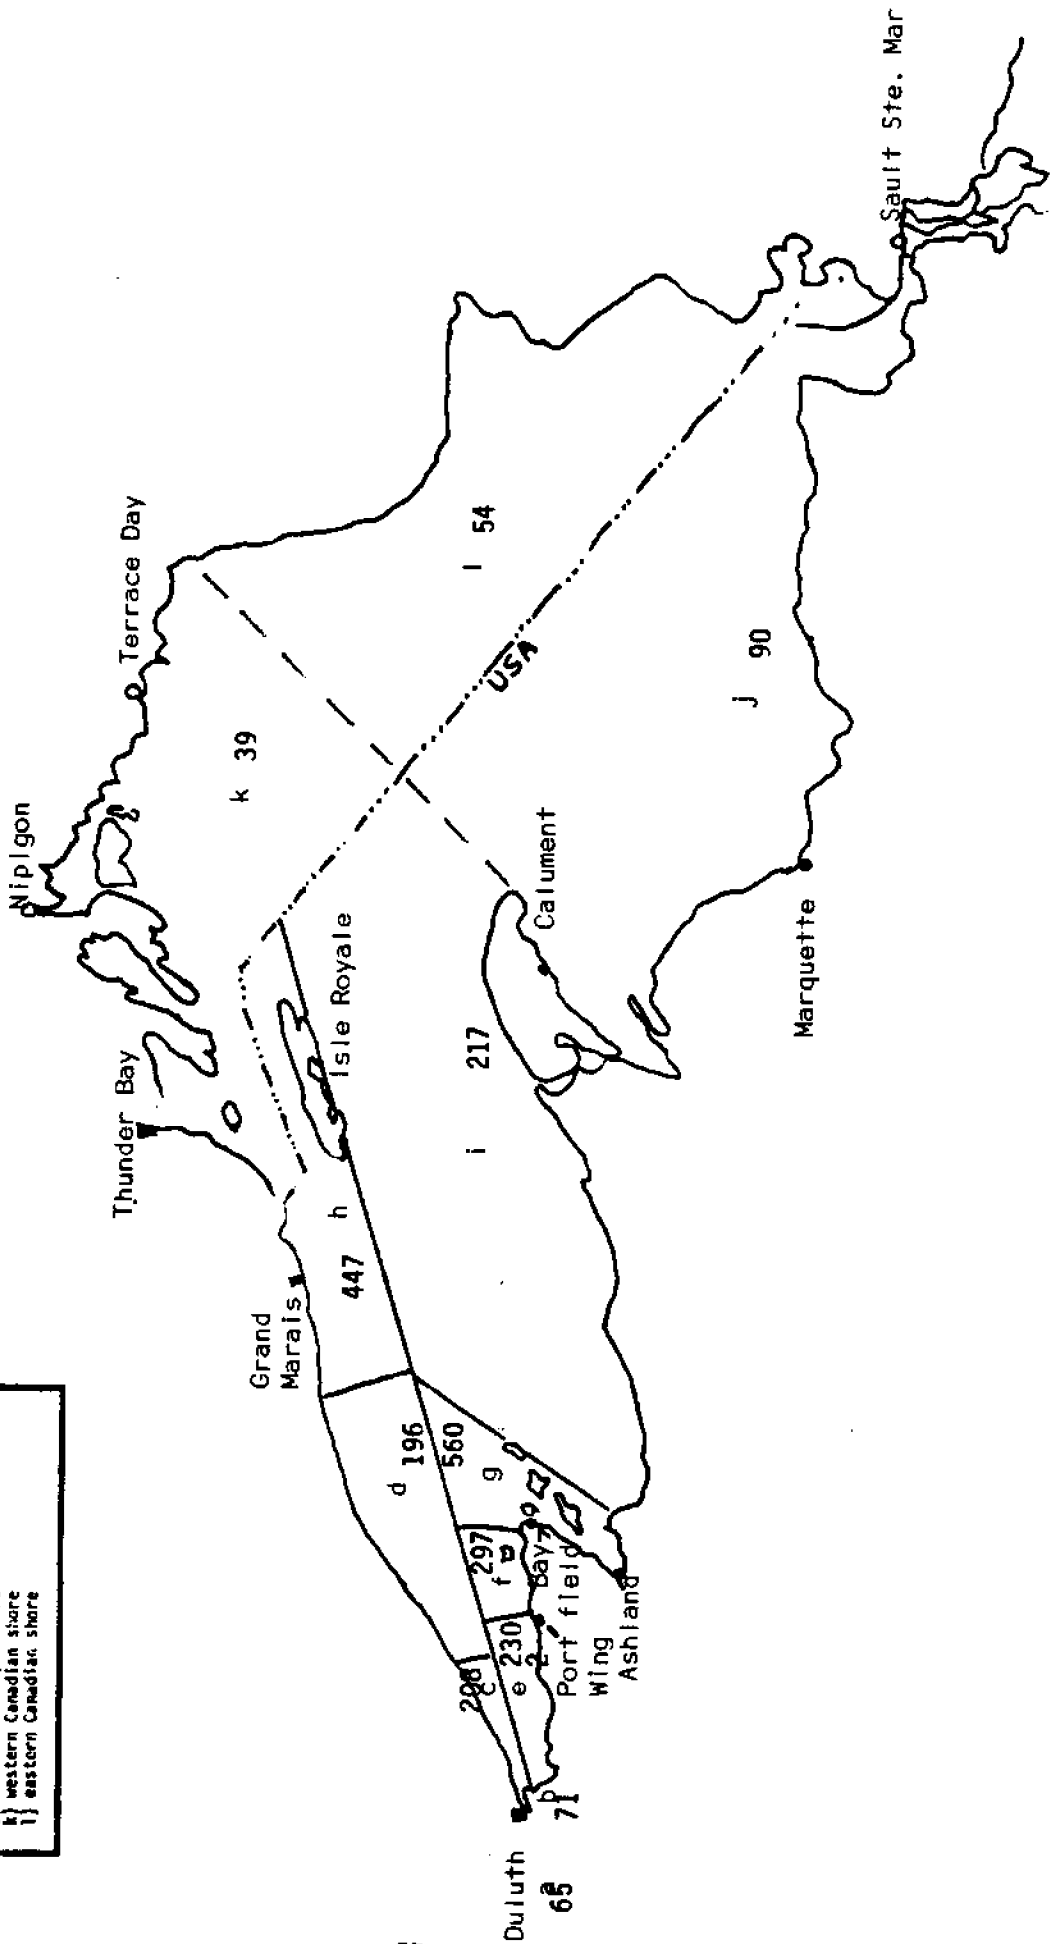 k) western Canadian shore
l) eastern Canadian shore
Nipigon
Terrace Day
Thunder Bay
k 39
Grand
Marais
Isle Royale
h
447
l 54
USA
Sault Ste. Mar
d
196
560
g
i
217
Calument
j 90
Marquette
208
c
297
f
230
e
2
Bay
Port field
Wing
Ashland
Duluth
a
65
b
71